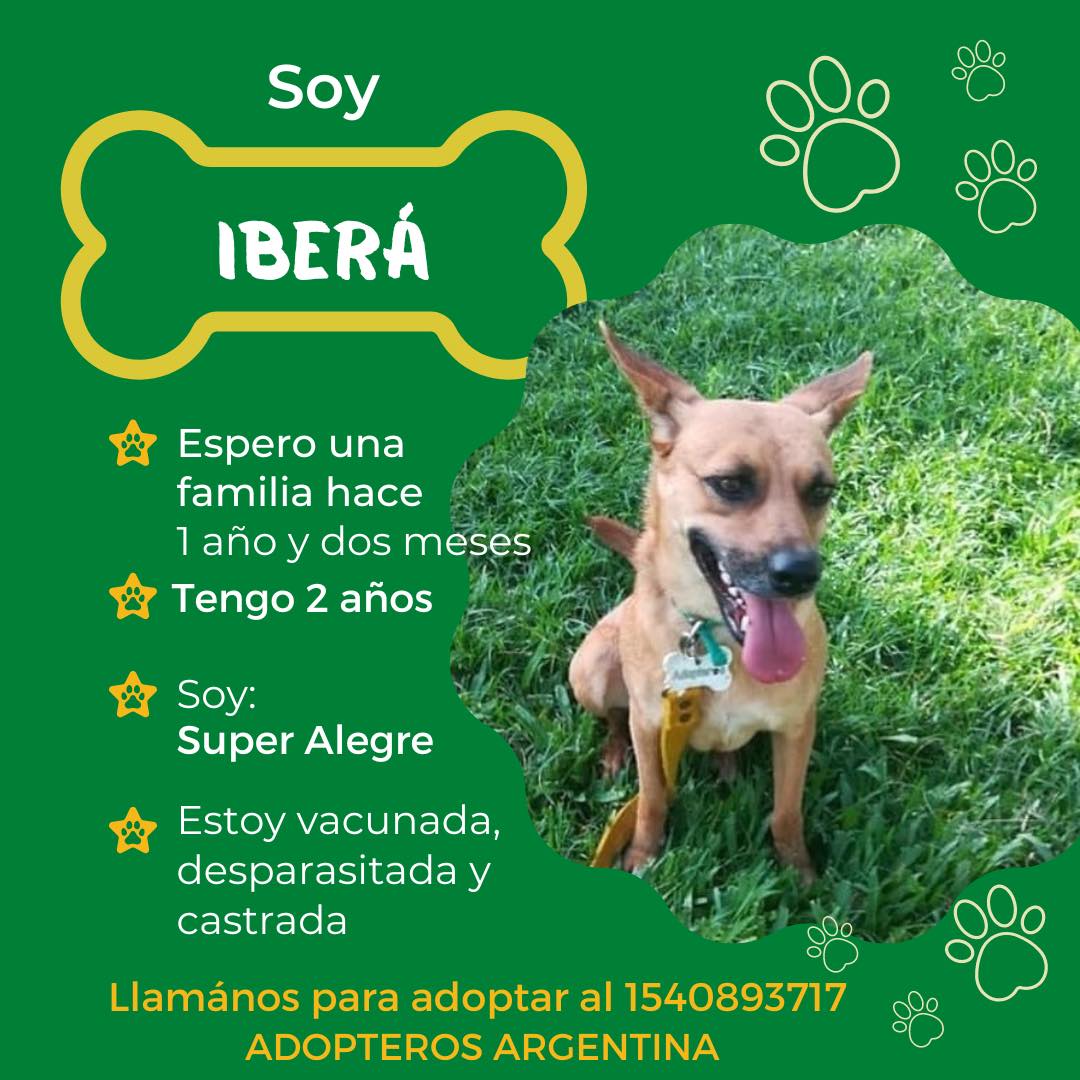 Soy
IBERÁ
Espero una
familia hace
1 año y dos meses
Tengo 2 años
Soy:
Super Alegre
Estoy vacunada,
desparasitada y
castrada
Llamános para adoptar al 1540893717
ADOPTEROS ARGENTINA